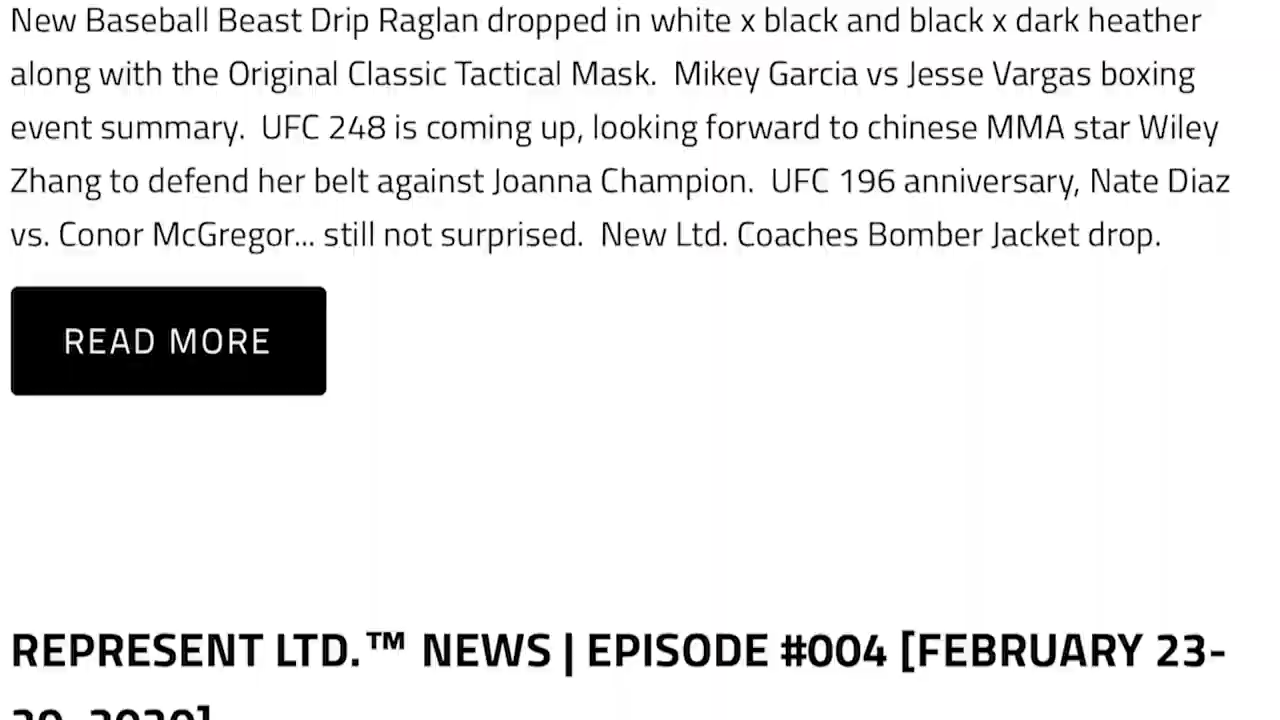 New Baseball Beast Drip Raglan dropped in white x black and black x dark heather
along with the Original Classic Tactical Mask.  Mikey Garcia vs Jesse Vargas boxing
event summary.  UFC 248 is coming up, looking forward to chinese MMA star Wiley
Zhang to defend her belt against Joanna Champion.  UFC 196 anniversary, Nate Diaz
vs. Conor McGregor... still not surprised.  New Ltd. Coaches Bomber Jacket drop.
READ MORE
REPRESENT LTD.™ NEWS | EPISODE #004 [FEBRUARY 23-